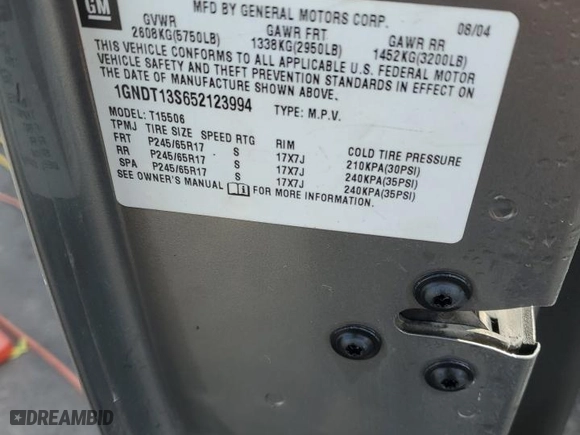 GM
MFD BY GENERAL MOTORS CORP. 08/04
GVWR GAWR FRT GAWR RR
2608KG(5750LB) 1338KG(2950LB) 1452KG(3200LB)
THIS VEHICLE CONFORMS TO ALL APPLICABLE U.S. FEDERAL MOTOR
VEHICLE SAFETY AND THEFT PREVENTION STANDARDS IN EFFECT ON
THE DATE OF MANUFACTURE SHOWN ABOVE.
1GNDT13S652123994 TYPE: M.P.V.
MODEL: T15506
TPMJ TIRE SIZE SPEED RTG RIM COLD TIRE PRESSURE
FRT P245/65R17 S 17X7J 210KPA(30PSI)
RR P245/65R17 S 17X7J 240KPA(35PSI)
SPA P245/65R17 S 17X7J 240KPA(35PSI)
SEE OWNER'S MANUAL FOR MORE INFORMATION.
DREAMBID